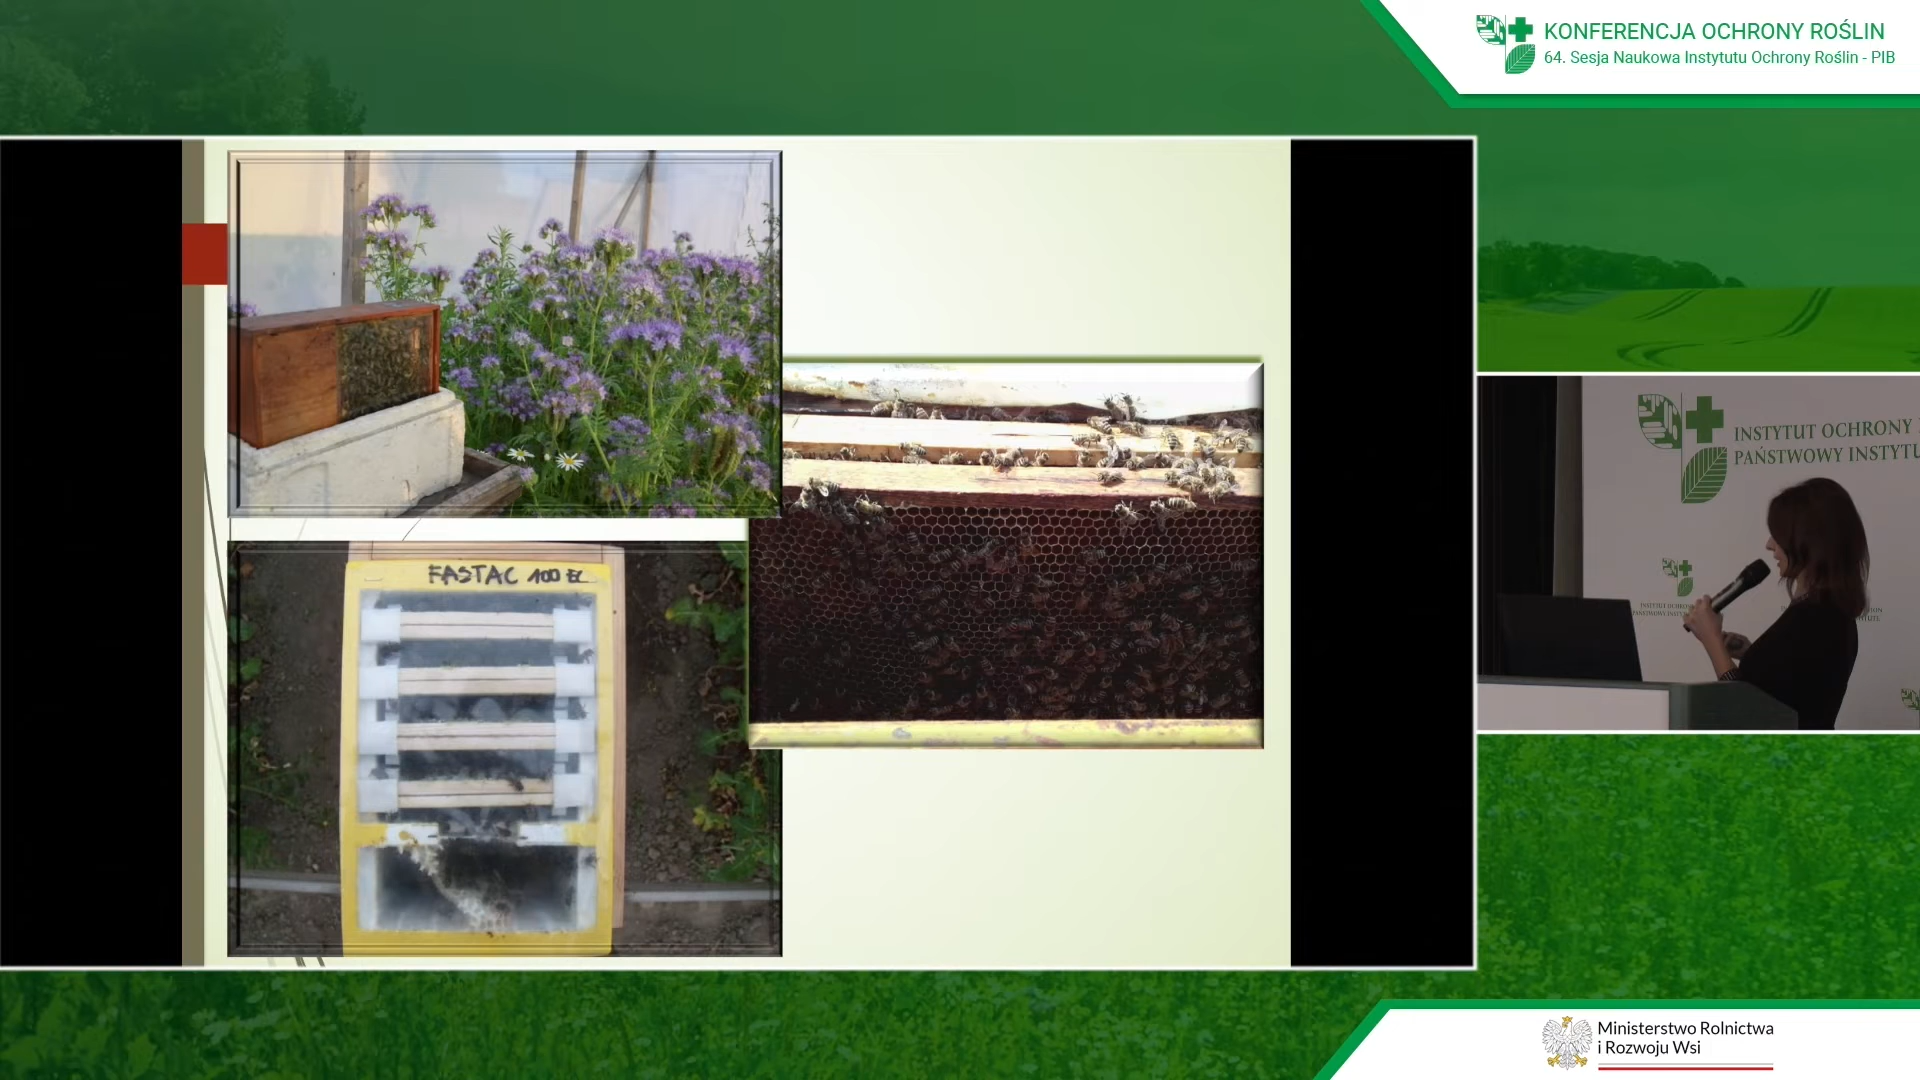 KONFERENCJA OCHRONY ROŚLIN
64. Sesja Naukowa Instytutu Ochrony Roślin - PIB
FASTAC 100 EC
INSTYTUT OCHRONY
PAŃSTWOWY INSTYTU
Ministerstwo Rolnictwa
i Rozwoju Wsi